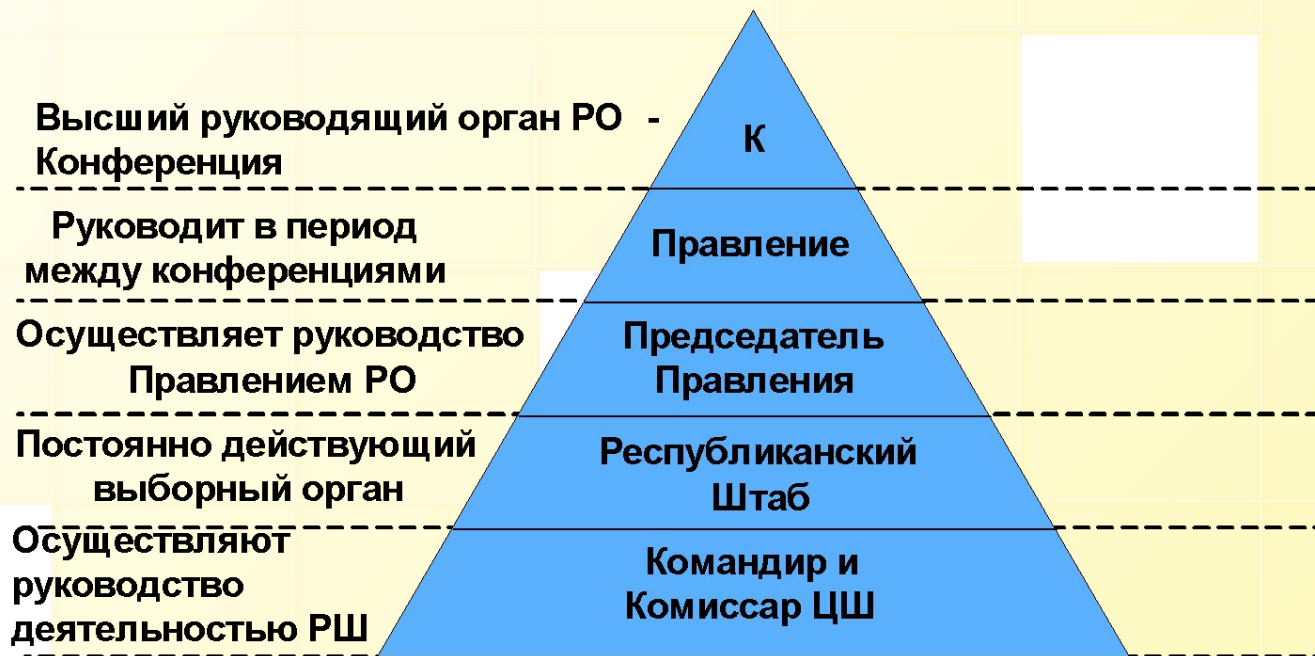 Высший руководящий орган РО -
Конференция
К
Руководит в период
между конференциями
Правление
Осуществляет руководство
Правлением РО
Председатель
Правления
Постоянно действующий
выборный орган
Республиканский
Штаб
Осуществляют
руководство
деятельностью РШ
Командир и
Комиссар ЦШ